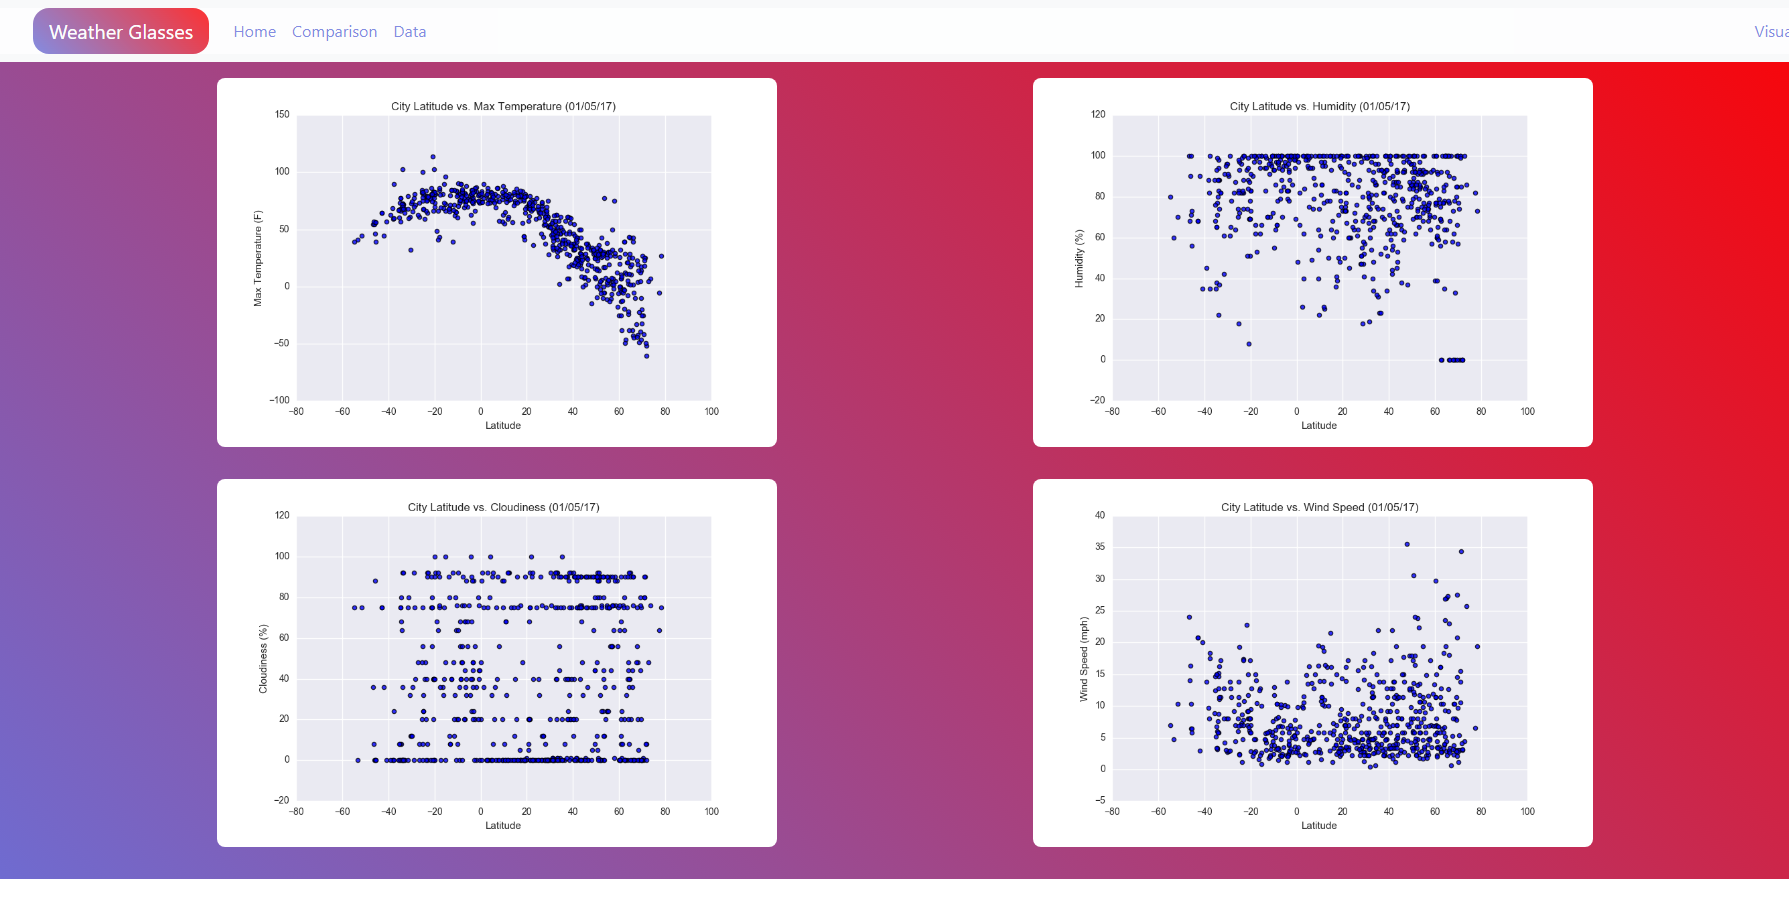 Weather Glasses Home Comparison Data
City Latitude vs. Max Temperature (01/05/17)
150
100
50
0
−50
−100
Max Temperature (F)
−80 −60 −40 −20 0 20 40 60 80 100
Latitude
City Latitude vs. Humidity (01/05/17)
120
100
80
60
40
20
0
−20
Humidity (%)
−80 −60 −40 −20 0 20 40 60 80 100
Latitude
City Latitude vs. Cloudiness (01/05/17)
120
100
80
60
40
20
0
−20
Cloudiness (%)
−80 −60 −40 −20 0 20 40 60 80 100
Latitude
City Latitude vs. Wind Speed (01/05/17)
40
35
30
25
20
15
10
5
0
−5
Wind Speed (mph)
−80 −60 −40 −20 0 20 40 60 80 100
Latitude